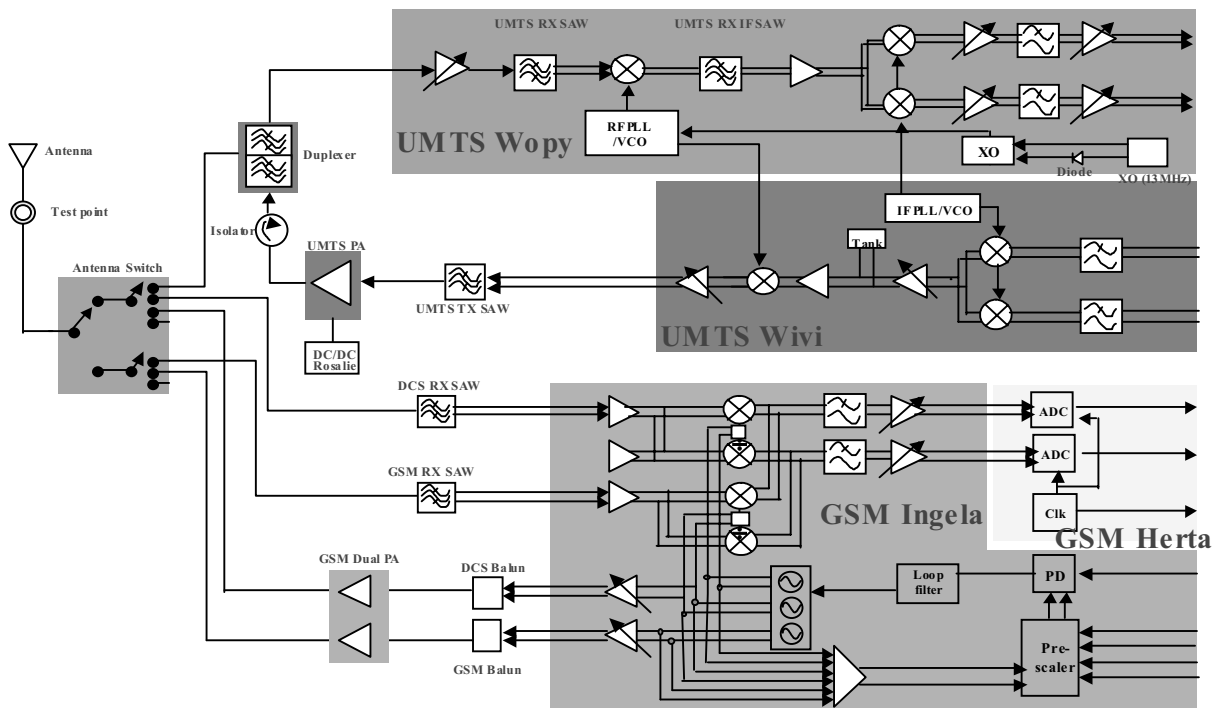 UMTS RX SAW
UMTS RX IF SAW
UMTS Wopy
RFPLL
/VCO
XO
Diode
XO (13MHz)
Antenna
Duplexer
Test point
Isolator
IFPLL/VCO
Tank
UMTS PA
Antenna Switch
UMTS TX SAW
UMTS Wivi
DC/DC
Rosalie
DCS RX SAW
ADC
ADC
GSM RX SAW
Clk
GSM Ingela
GSM Herta
GSM Dual PA
DCS Balun
Loop
filter
PD
GSM Balun
Pre-
scaler